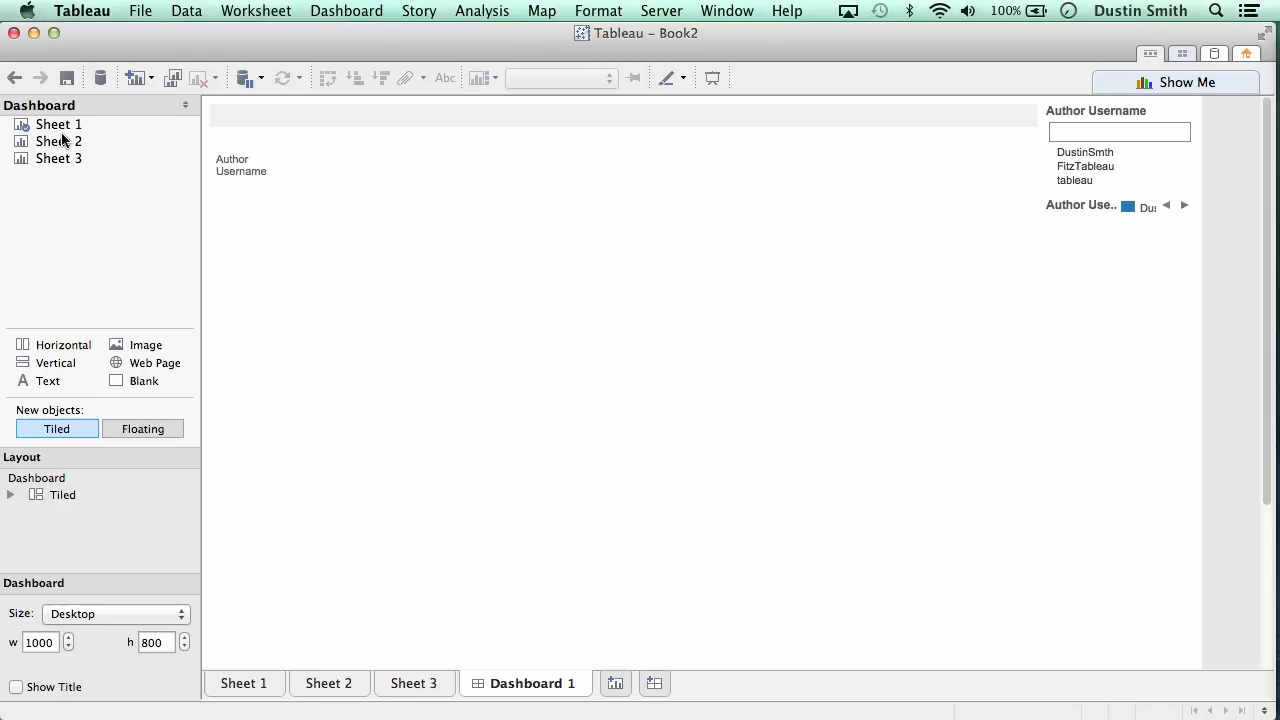 Tableau File Data Worksheet Dashboard Story Analysis Map Format Server Window Help 100% Dustin Smith
Tableau - Book2
Abc
Show Me
Dashboard
Sheet 1
Sheet 2
Sheet 3
Author
Username
Author Username
DustinSmth
FitzTableau
tableau
Author Use.. Dus
Horizontal Image
Vertical Web Page
A Text Blank
New objects:
Tiled Floating
Layout
Dashboard
Tiled
Dashboard
Size: Desktop
w 1000 h 800
Show Title
Sheet 1 Sheet 2 Sheet 3 Dashboard 1